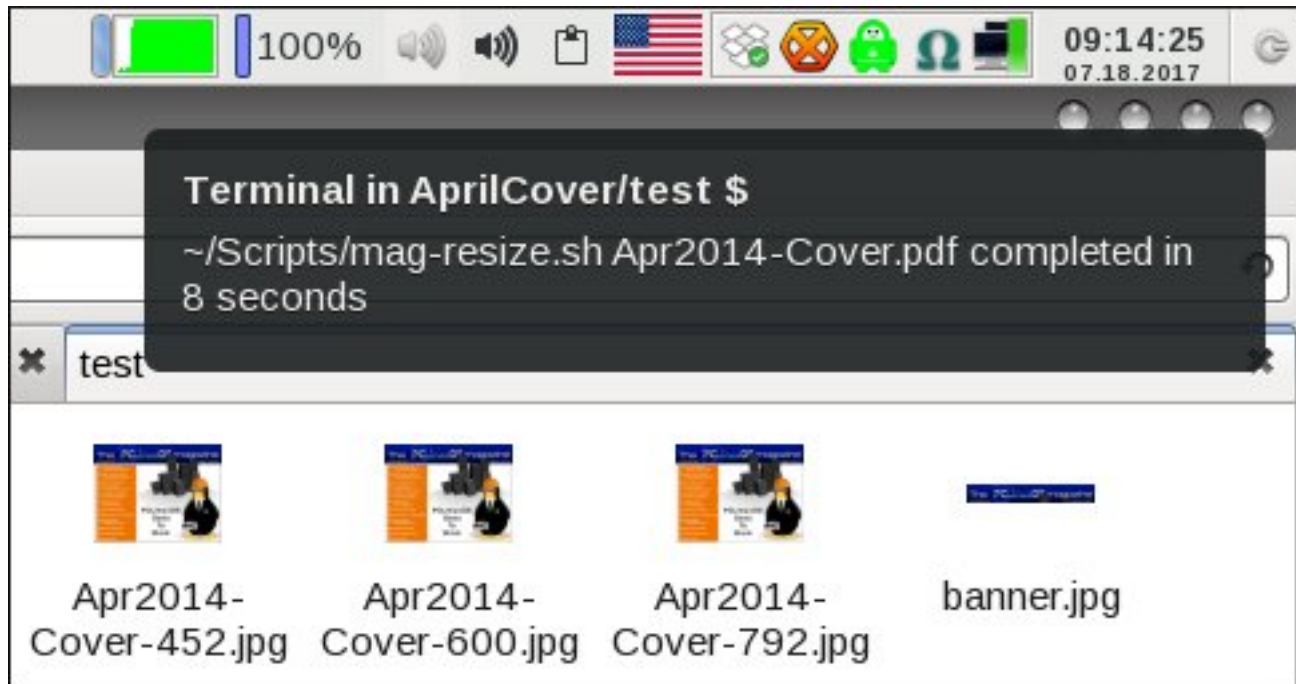 100%
09:14:25
07.18.2017
Terminal in AprilCover/test $
~/Scripts/mag-resize.sh Apr2014-Cover.pdf completed in
8 seconds
test
Apr2014-
Cover-452.jpg
Apr2014-
Cover-600.jpg
Apr2014-
Cover-792.jpg
banner.jpg